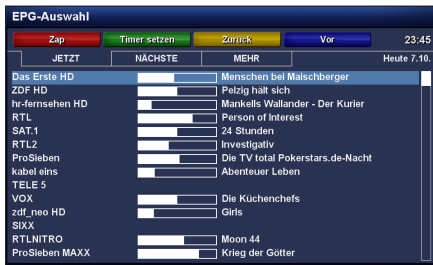 EPG-Auswahl
Zap Timer setzen Zurück Vor 23:45
JETZT NÄCHSTE MEHR Heute 7.10.
Das Erste HD Menschen bei Maischberger
ZDF HD Pelzig hält sich
hr-fernsehen HD Mankells Wallander - Der Kurier
RTL Person of Interest
SAT.1 24 Stunden
RTL2 Investigativ
ProSieben Die TV total Pokerstars.de-Nacht
kabel eins Abenteuer Leben
TELE 5
VOX Die Küchenchefs
zdf_neo HD Girls
SIXX
RTLNITRO Moon 44
ProSieben MAXX Krieg der Götter